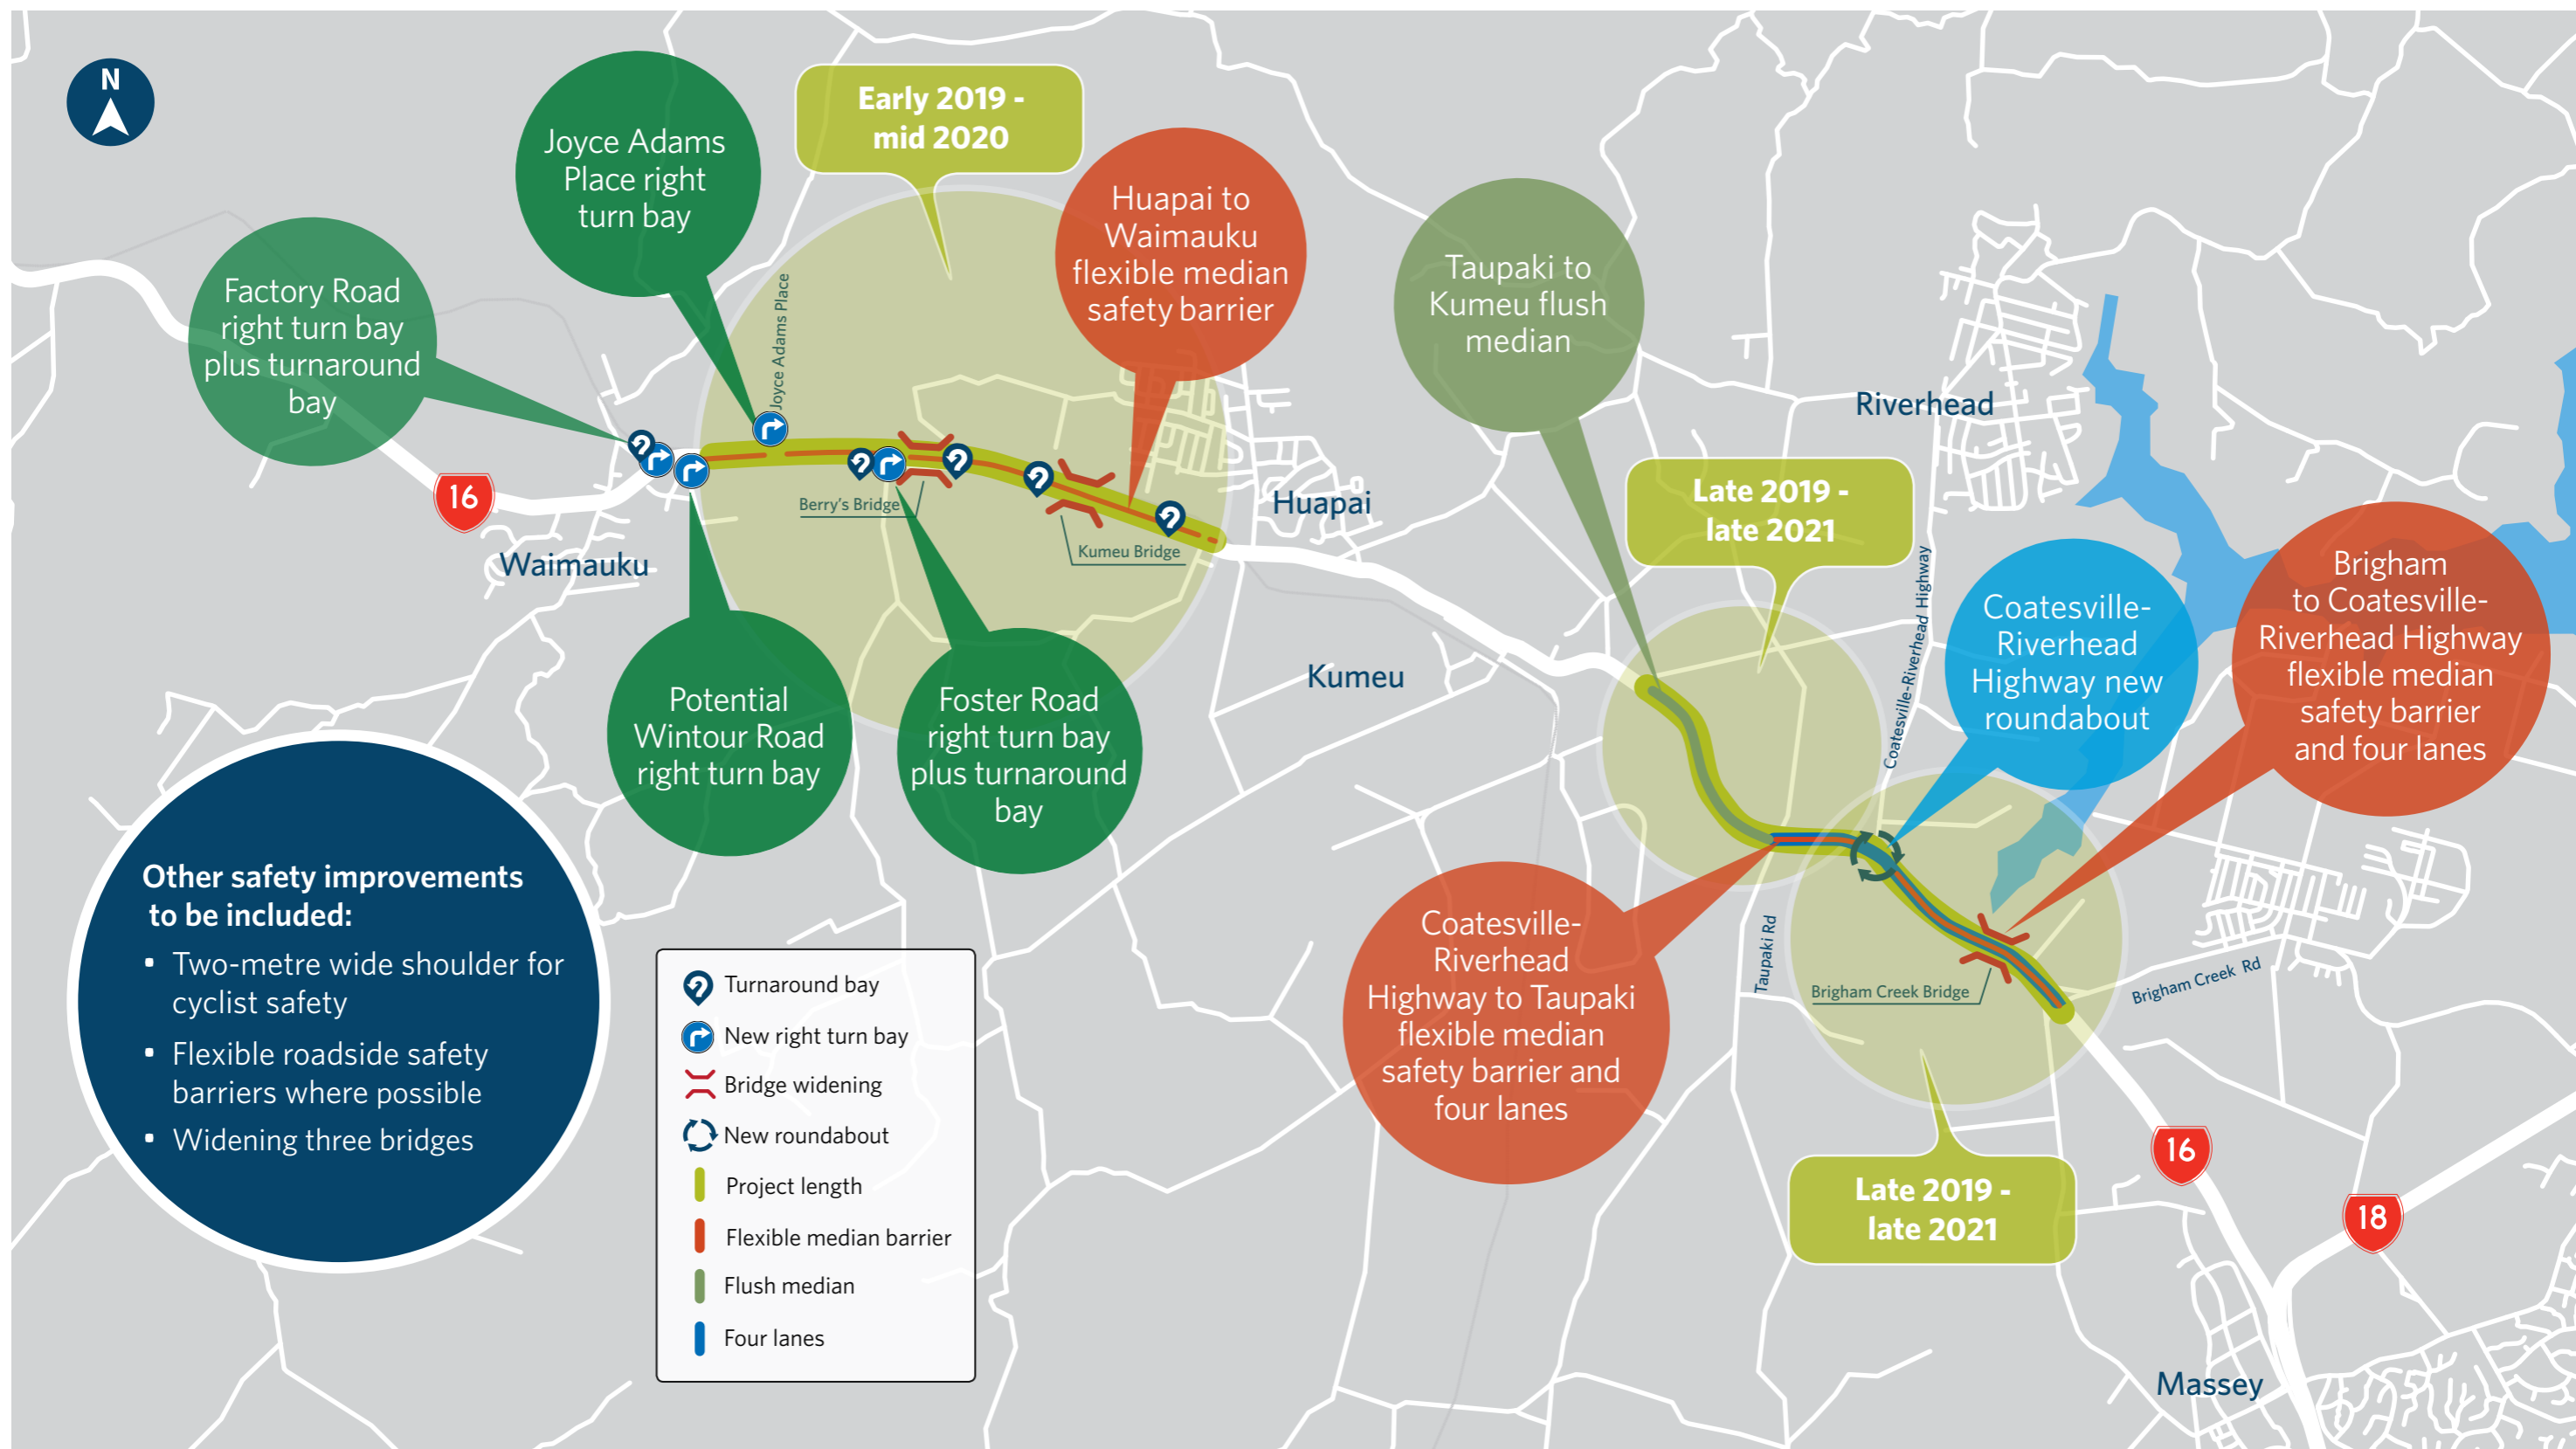 N
Joyce Adams
Place right
turn bay
Early 2019 -
mid 2020
Huapai to
Waimauku
flexible median
safety barrier
Taupaki to
Kumeu flush
median
Factory Road
right turn bay
plus turnaround
bay
Joyce Adams Place
Riverhead
16
Waimauku
Berry's Bridge
Kumeu Bridge
Huapai
Late 2019 -
late 2021
Coatesville-Riverhead Highway
Coatesville-
Riverhead
Highway new
roundabout
Brigham
to Coatesville-
Riverhead Highway
flexible median
safety barrier
and four lanes
Kumeu
Potential
Wintour Road
right turn bay
Foster Road
right turn bay
plus turnaround
bay
Other safety improvements
to be included:
▪ Two-metre wide shoulder for
cyclist safety
▪ Flexible roadside safety
barriers where possible
▪ Widening three bridges
Turnaround bay
New right turn bay
Bridge widening
New roundabout
Project length
Flexible median barrier
Flush median
Four lanes
Coatesville-
Riverhead
Highway to Taupaki
flexible median
safety barrier and
four lanes
Taupaki Rd
Brigham Creek Bridge
Brigham Creek Rd
Late 2019 -
late 2021
16
18
Massey